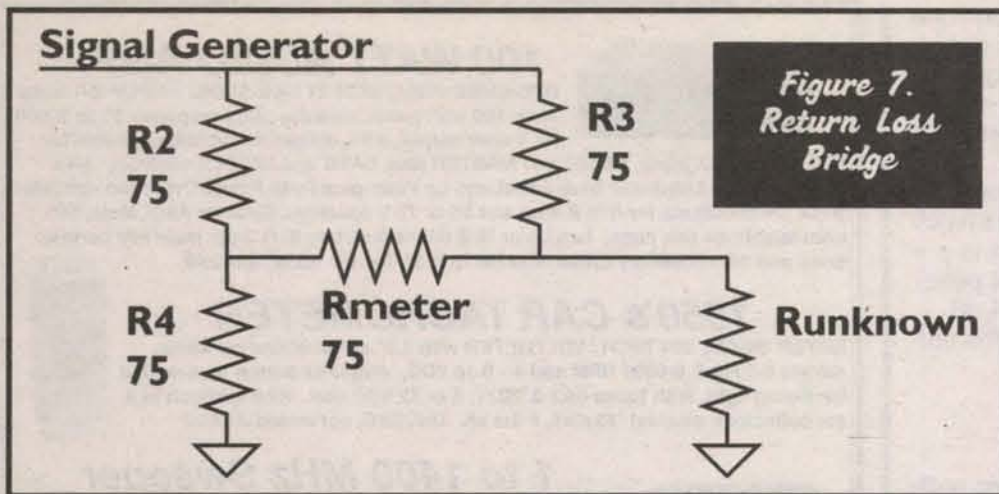 Signal Generator
Figure 7.
Return Loss
Bridge
R2
75
R3
75
Rmeter
75
R4
75
Runknown